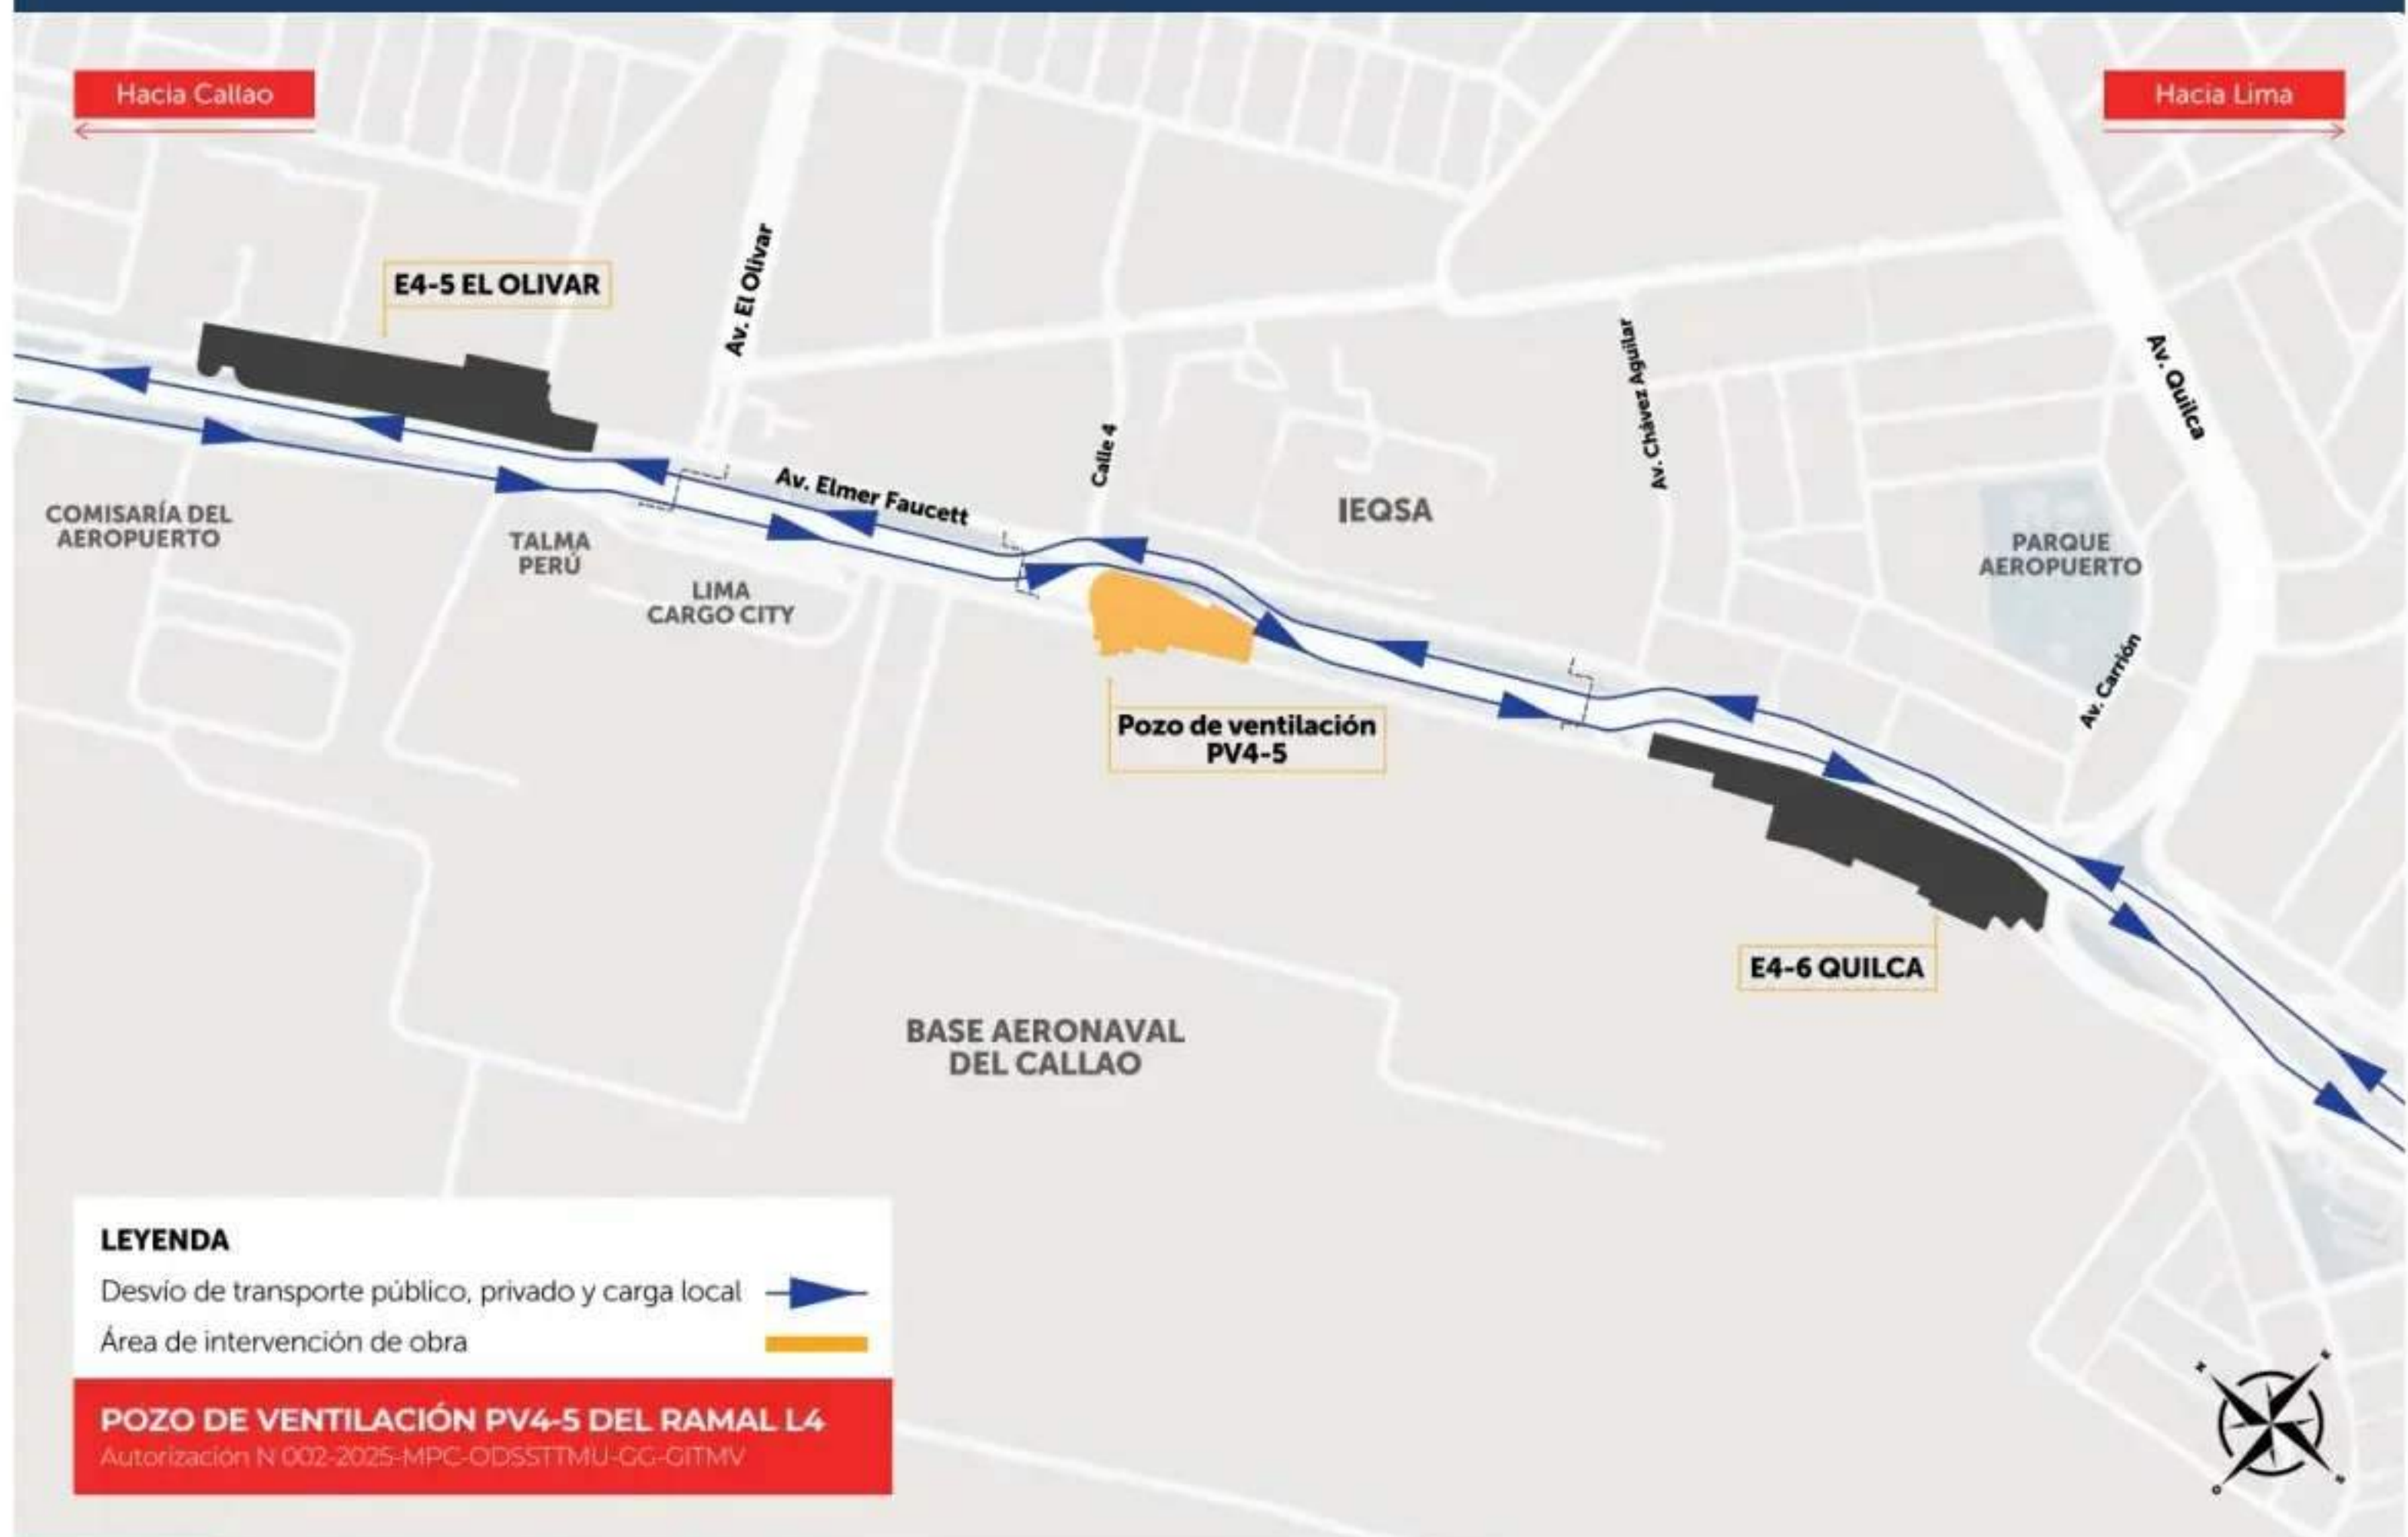 Hacia Callao
Hacia Lima
E4-5 EL OLIVAR
Av. El Olivar
Av. Elmer Faucett
Calle 4
IEQSA
Av. Chávez Aguilar
Av. Quilca
PARQUE
AEROPUERTO
Av. Carrión
COMISARÍA DEL
AEROPUERTO
TALMA
PERÚ
LIMA
CARGO CITY
Pozo de ventilación
PV4-5
E4-6 QUILCA
BASE AERONAVAL
DEL CALLAO
LEYENDA
Desvío de transporte público, privado y carga local
Área de intervención de obra
POZO DE VENTILACIÓN PV4-5 DEL RAMAL L4
Autorización N 002-2025-MPC-ODSSTTMU-GG-GITMV
N
E
S
O